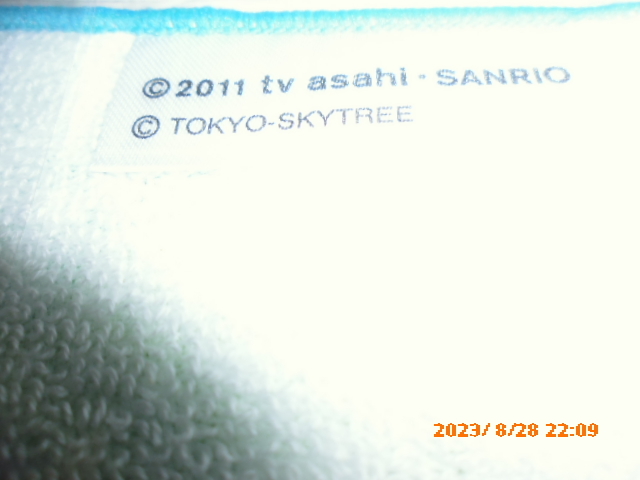 ©2011 tv asahi・SANRIO
© TOKYO-SKYTREE
2023/ 8/28 22:09